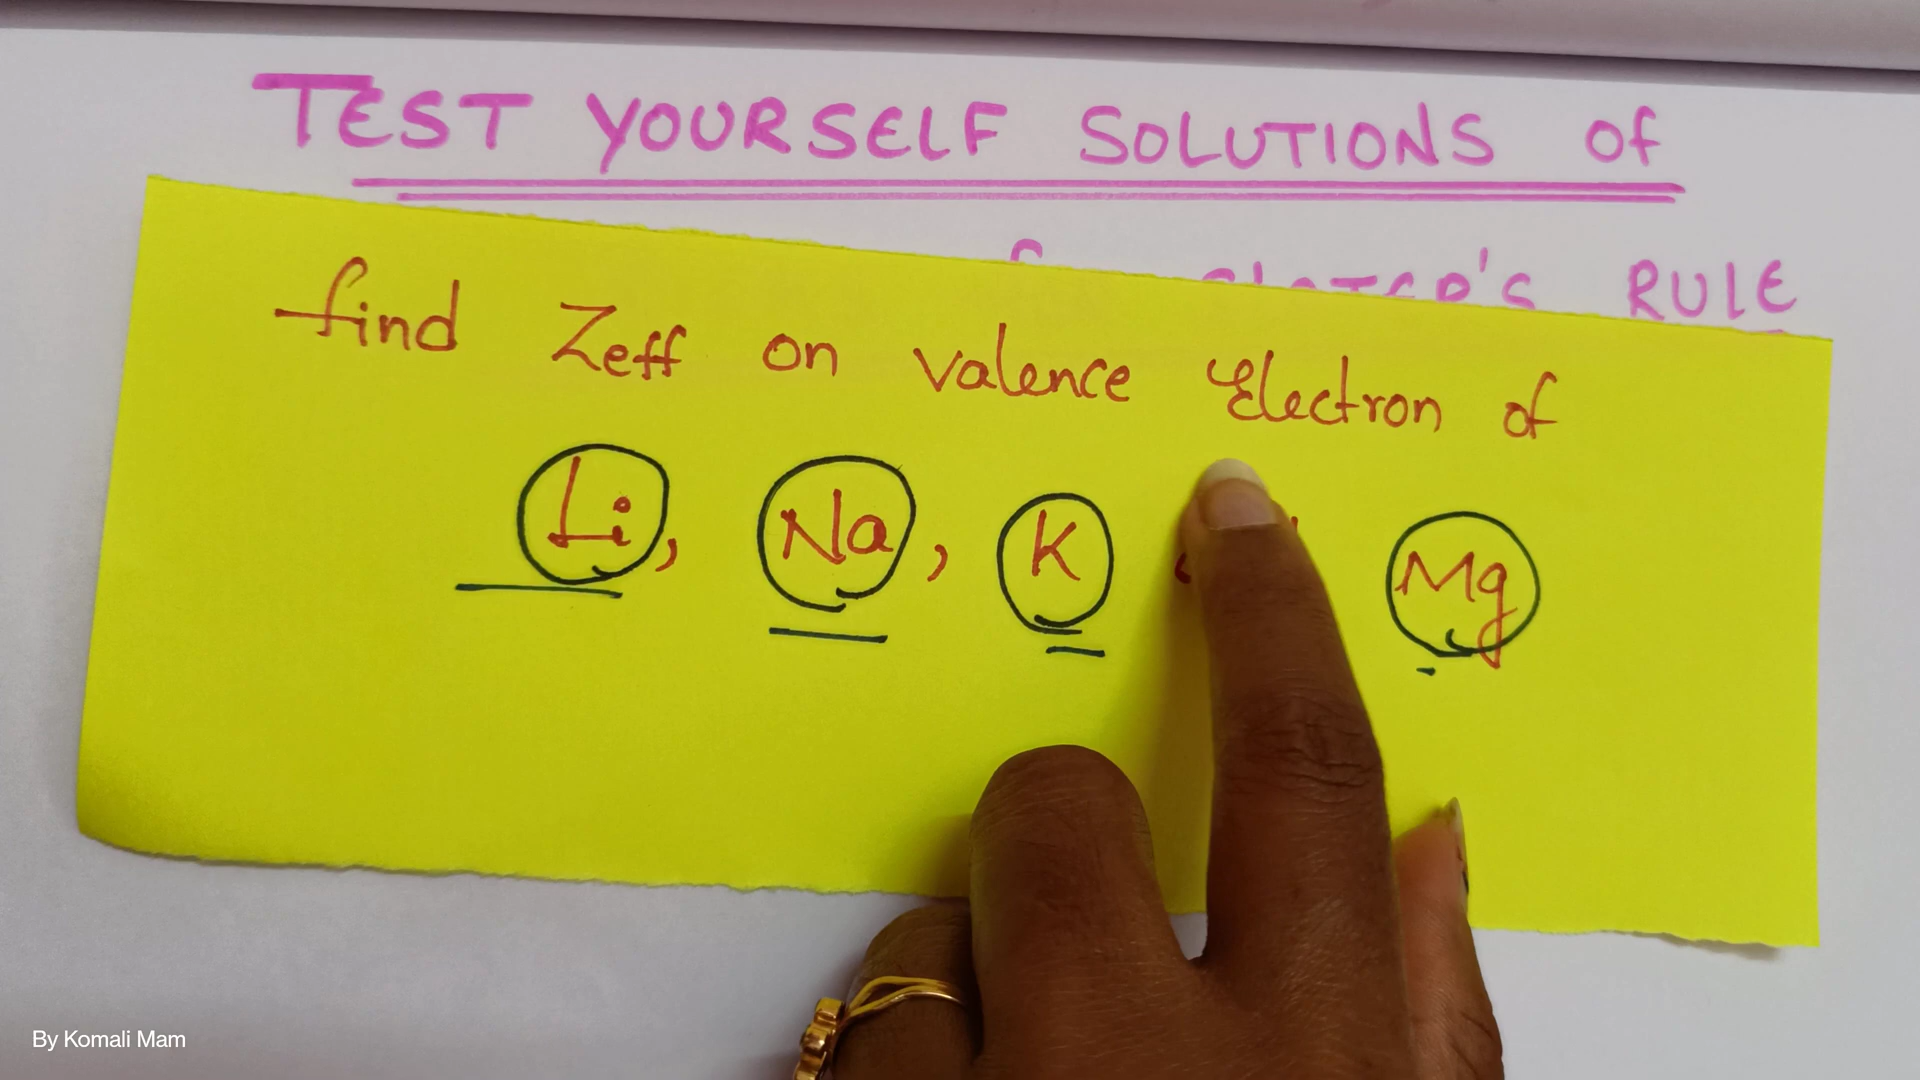 TEST YOURSELF SOLUTIONS Of
RULE
find Zeff on valence Electron of
Li, Na, K Mg
By Komali Mam